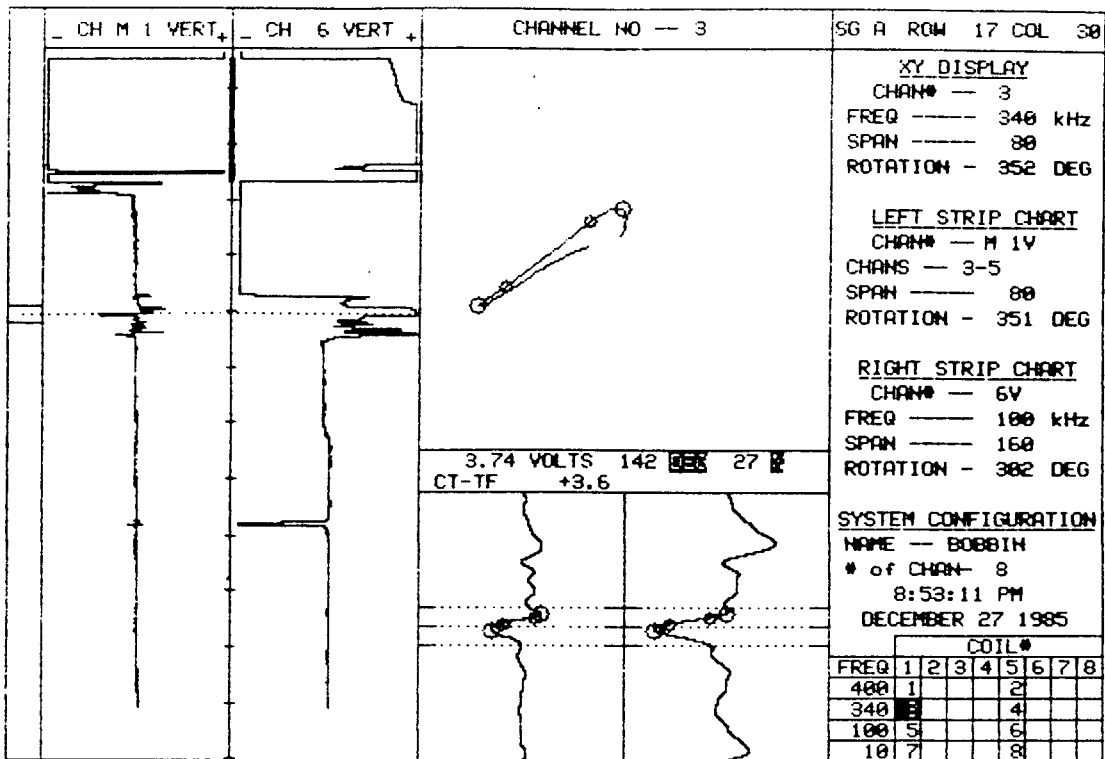 _ CH M 1 VERT +
_ CH 6 VERT +
CHANNEL NO -- 3
SG A ROW 17 COL 30
XY DISPLAY
CHAN# -- 3
FREQ ----- 340 kHz
SPAN ----- 80
ROTATION - 352 DEG
LEFT STRIP CHART
CHAN# -- M 1V
CHANS -- 3-5
SPAN ----- 80
ROTATION - 351 DEG
RIGHT STRIP CHART
CHAN# -- 6V
FREQ ----- 100 kHz
SPAN ----- 160
ROTATION - 302 DEG
3.74 VOLTS 142 DEG 27
CT-TF +3.6
SYSTEM CONFIGURATION
NAME -- BOBBIN
# of CHAN- 8
8:53:11 PM
DECEMBER 27 1985
COIL#
FREQ 1 2 3 4 5 6 7 8
400 1 2
340 4
100 5 6
10 7 8